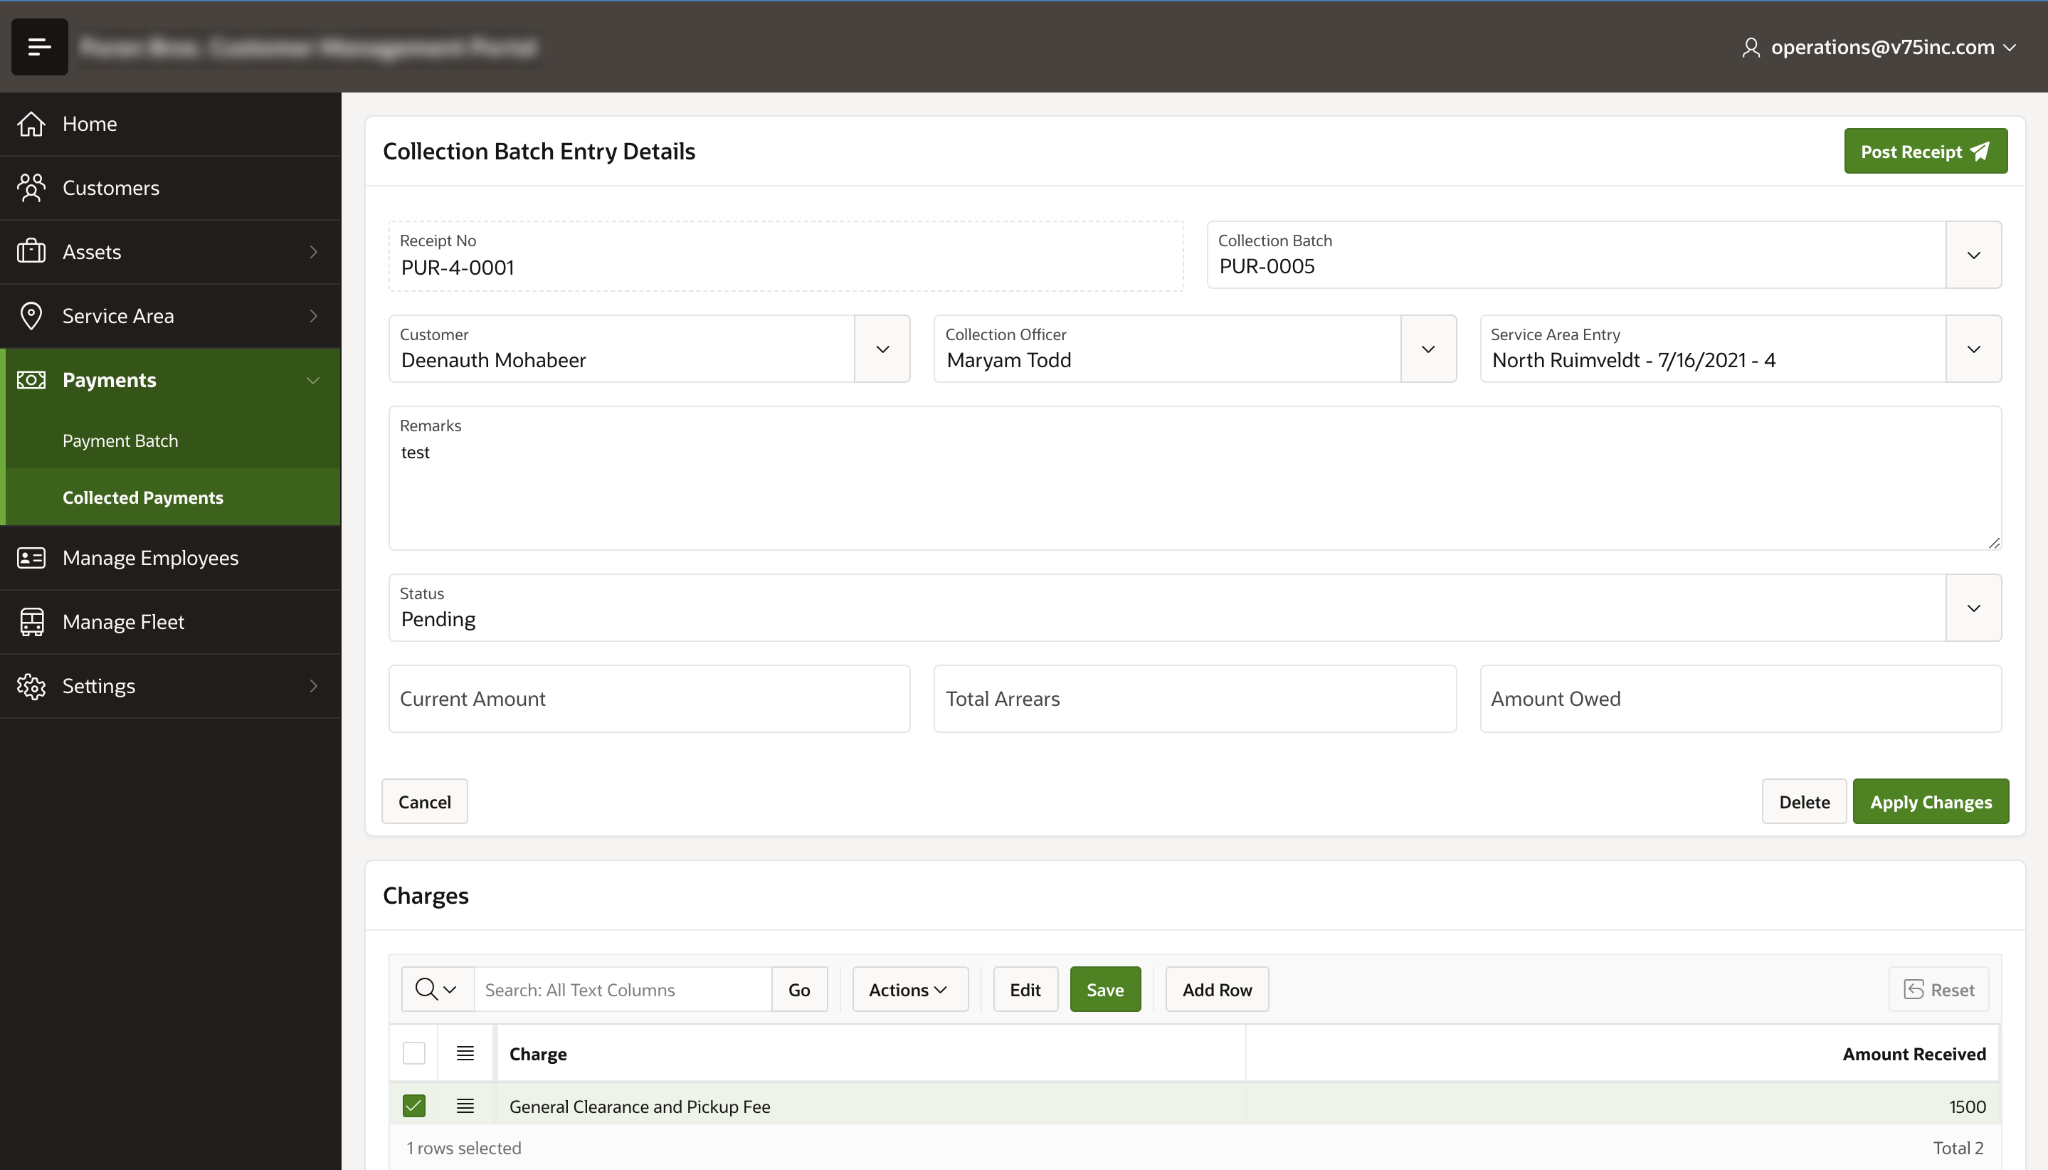 operations@v75inc.com
Home
Customers
Assets
Service Area
Payments
Payment Batch
Collected Payments
Manage Employees
Manage Fleet
Settings
Collection Batch Entry Details
Post Receipt
Receipt No
PUR-4-0001
Collection Batch
PUR-0005
Customer
Deenauth Mohabeer
Collection Officer
Maryam Todd
Service Area Entry
North Ruimveldt - 7/16/2021 - 4
Remarks
test
Status
Pending
Current Amount
Total Arrears
Amount Owed
Cancel
Delete
Apply Changes
Charges
Search: All Text Columns
Go
Actions
Edit
Save
Add Row
Reset
Charge
Amount Received
General Clearance and Pickup Fee
1500
1 rows selected
Total 2